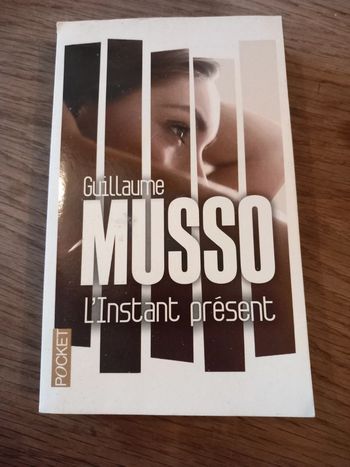 Guillaume
MUSSO
L'Instant présent
POCKET